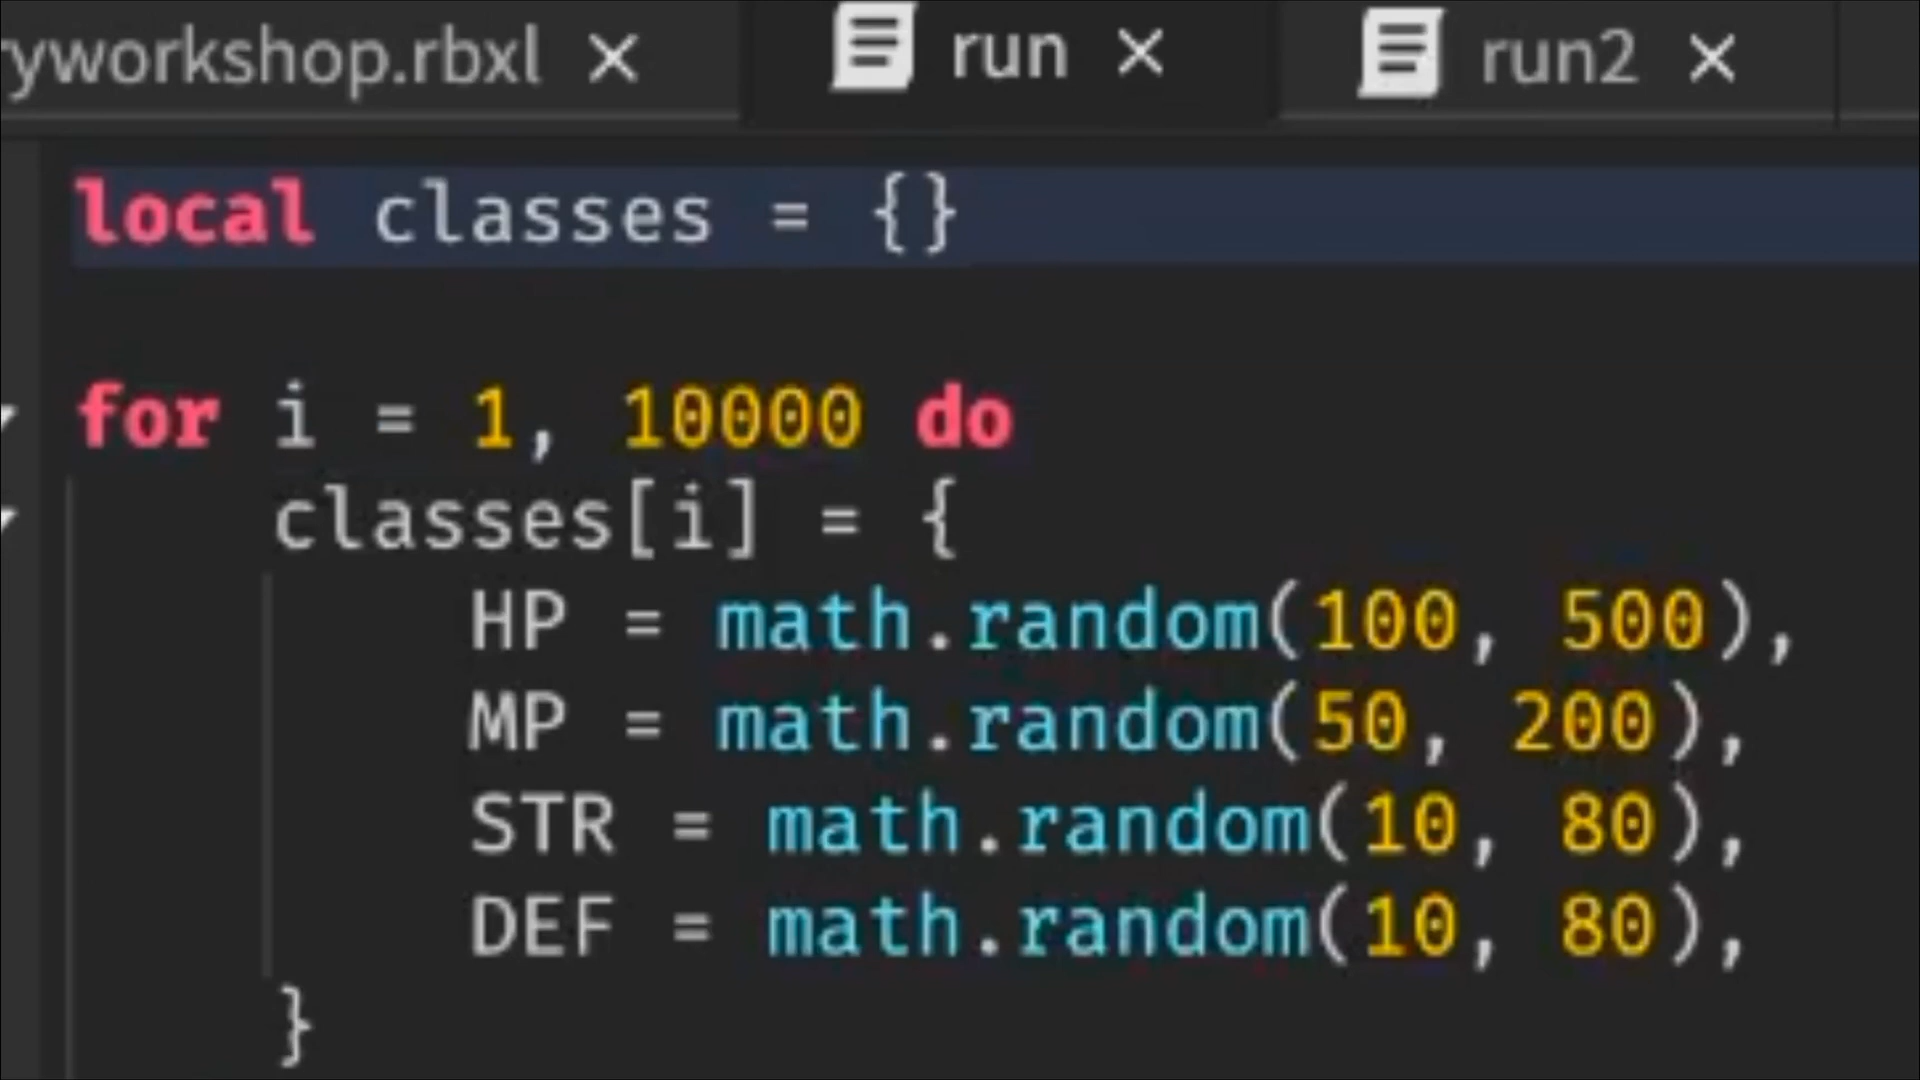 yworkshop.rbxl × run × run2 ×
local classes = {}
for i = 1, 10000 do
classes[i] = {
HP = math.random(100, 500),
MP = math.random(50, 200),
STR = math.random(10, 80),
DEF = math.random(10, 80),
}